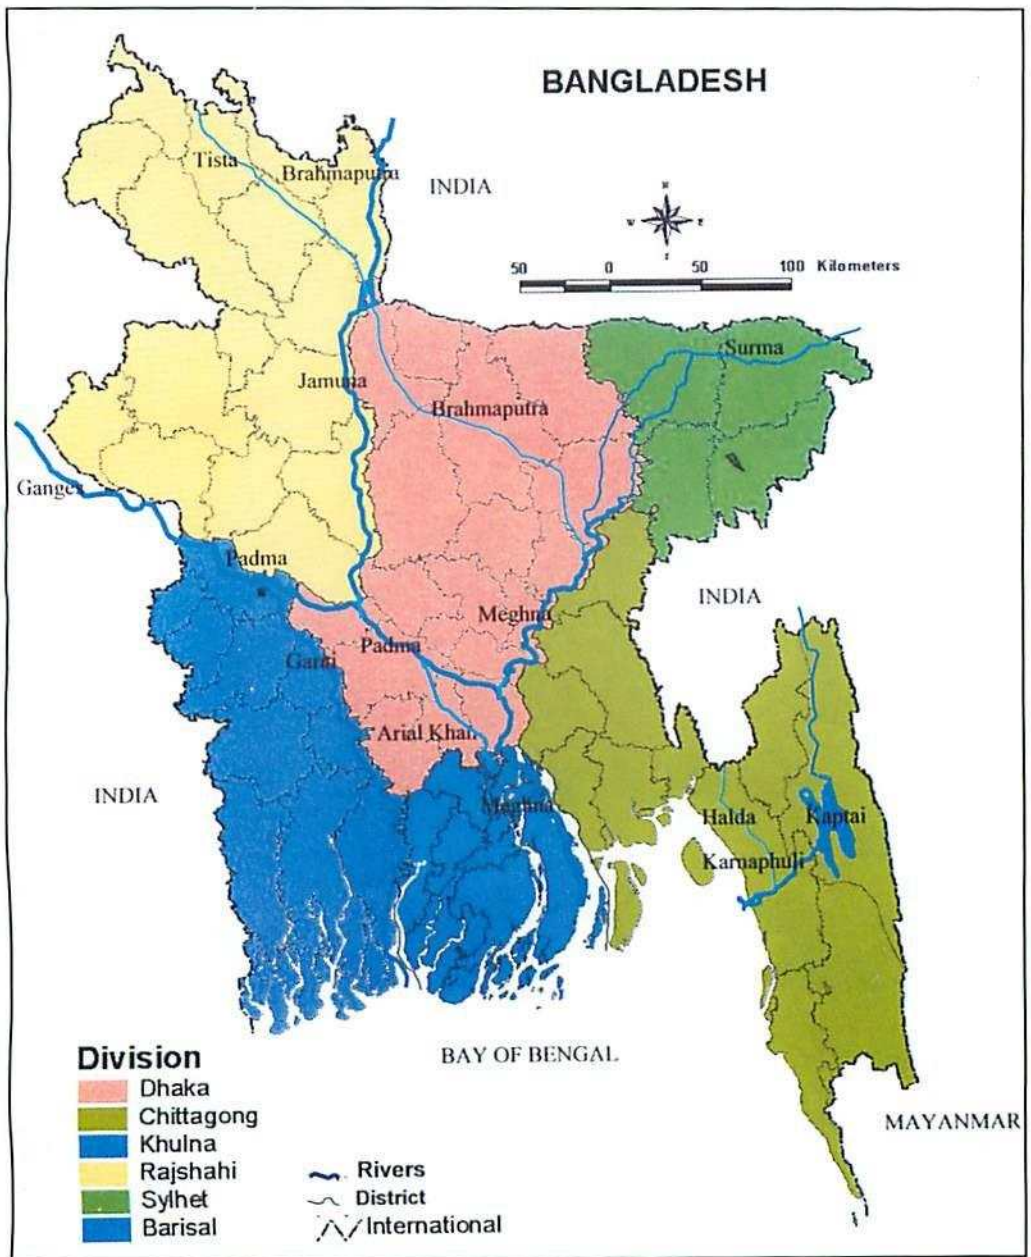 BANGLADESH
Tista
Brahmaputra
INDIA
N
W E
S
50 0 50 100 Kilometers
Surma
Jamuna
Brahmaputra
Ganges
Padma
INDIA
Meghna
Padma
Garai
Arial Khan
INDIA
Meghna
Halda
Kaptai
Karnaphuli
BAY OF BENGAL
Division
Dhaka
Chittagong
MAYANMAR
Khulna
Rajshahi
Rivers
Sylhet
District
Barisal
International